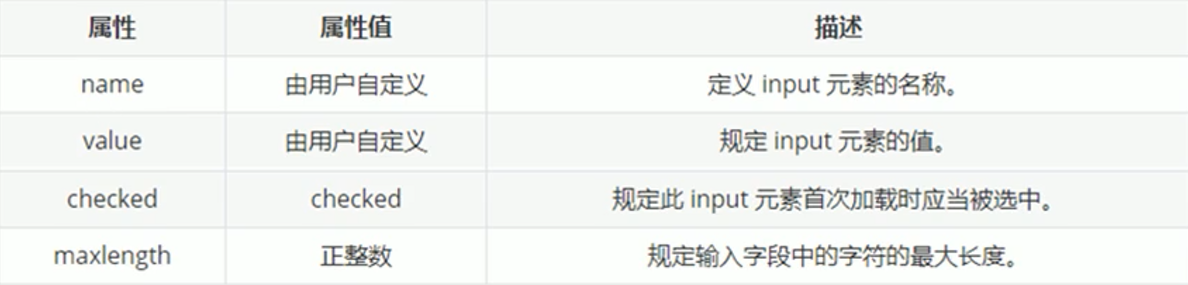 属性 属性值 描述
name 由用户自定义 定义 input 元素的名称。
value 由用户自定义 规定 input 元素的值。
checked checked 规定此 input 元素首次加载时应当被选中。
maxlength 正整数 规定输入字段中的字符的最大长度。